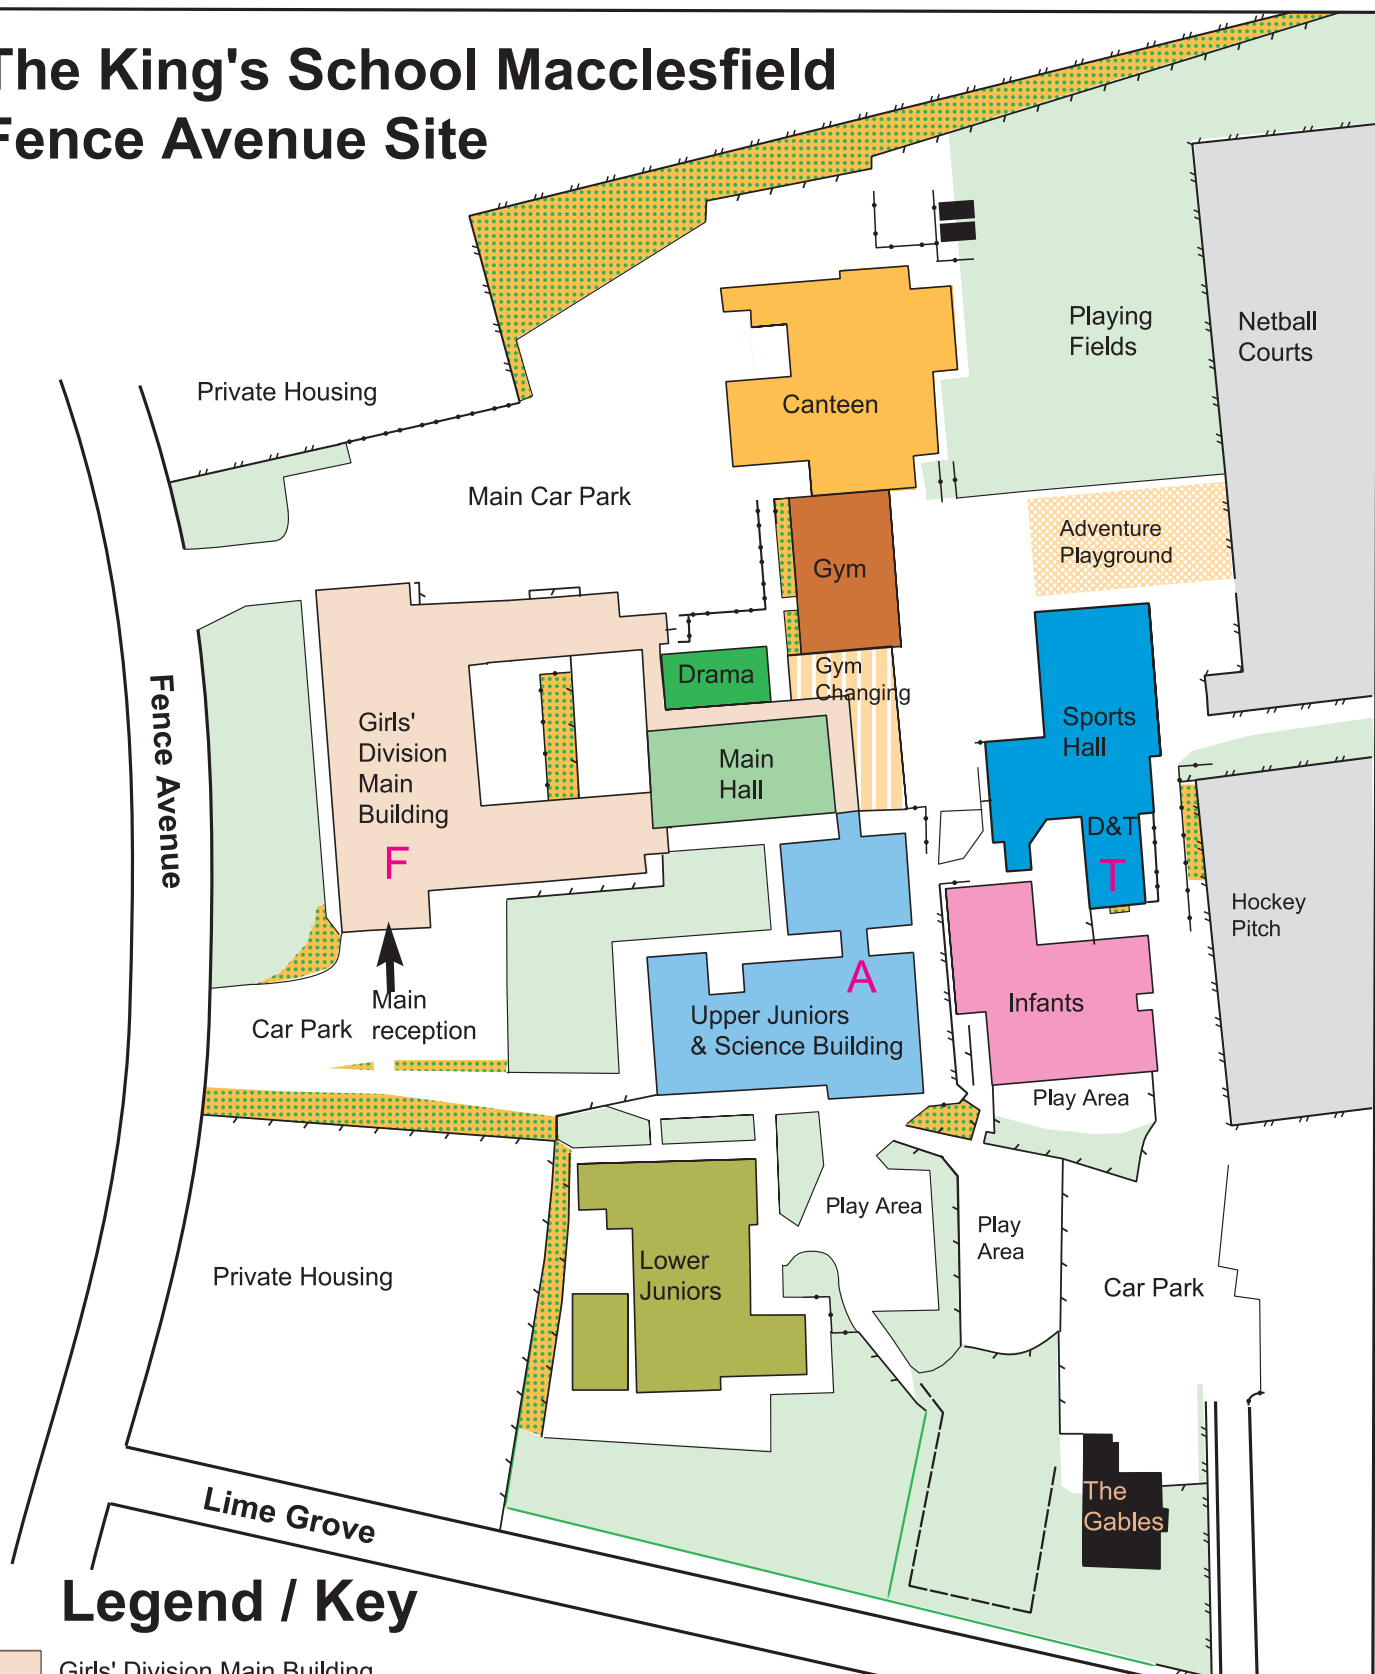 The King's School Macclesfield
Fence Avenue Site
Private Housing
Main Car Park
Canteen
Playing
Fields
Netball
Courts
Adventure
Playground
Gym
Gym
Changing
Drama
Main
Hall
Girls'
Division
Main
Building
F
Fence Avenue
Sports
Hall
D&T
T
Hockey
Pitch
Infants
A
Upper Juniors
& Science Building
Main
reception
Car Park
Play Area
Play Area
Play
Area
Private Housing
Lower
Juniors
Car Park
The
Gables
Lime Grove
Legend / Key
Girls' Division Main Building